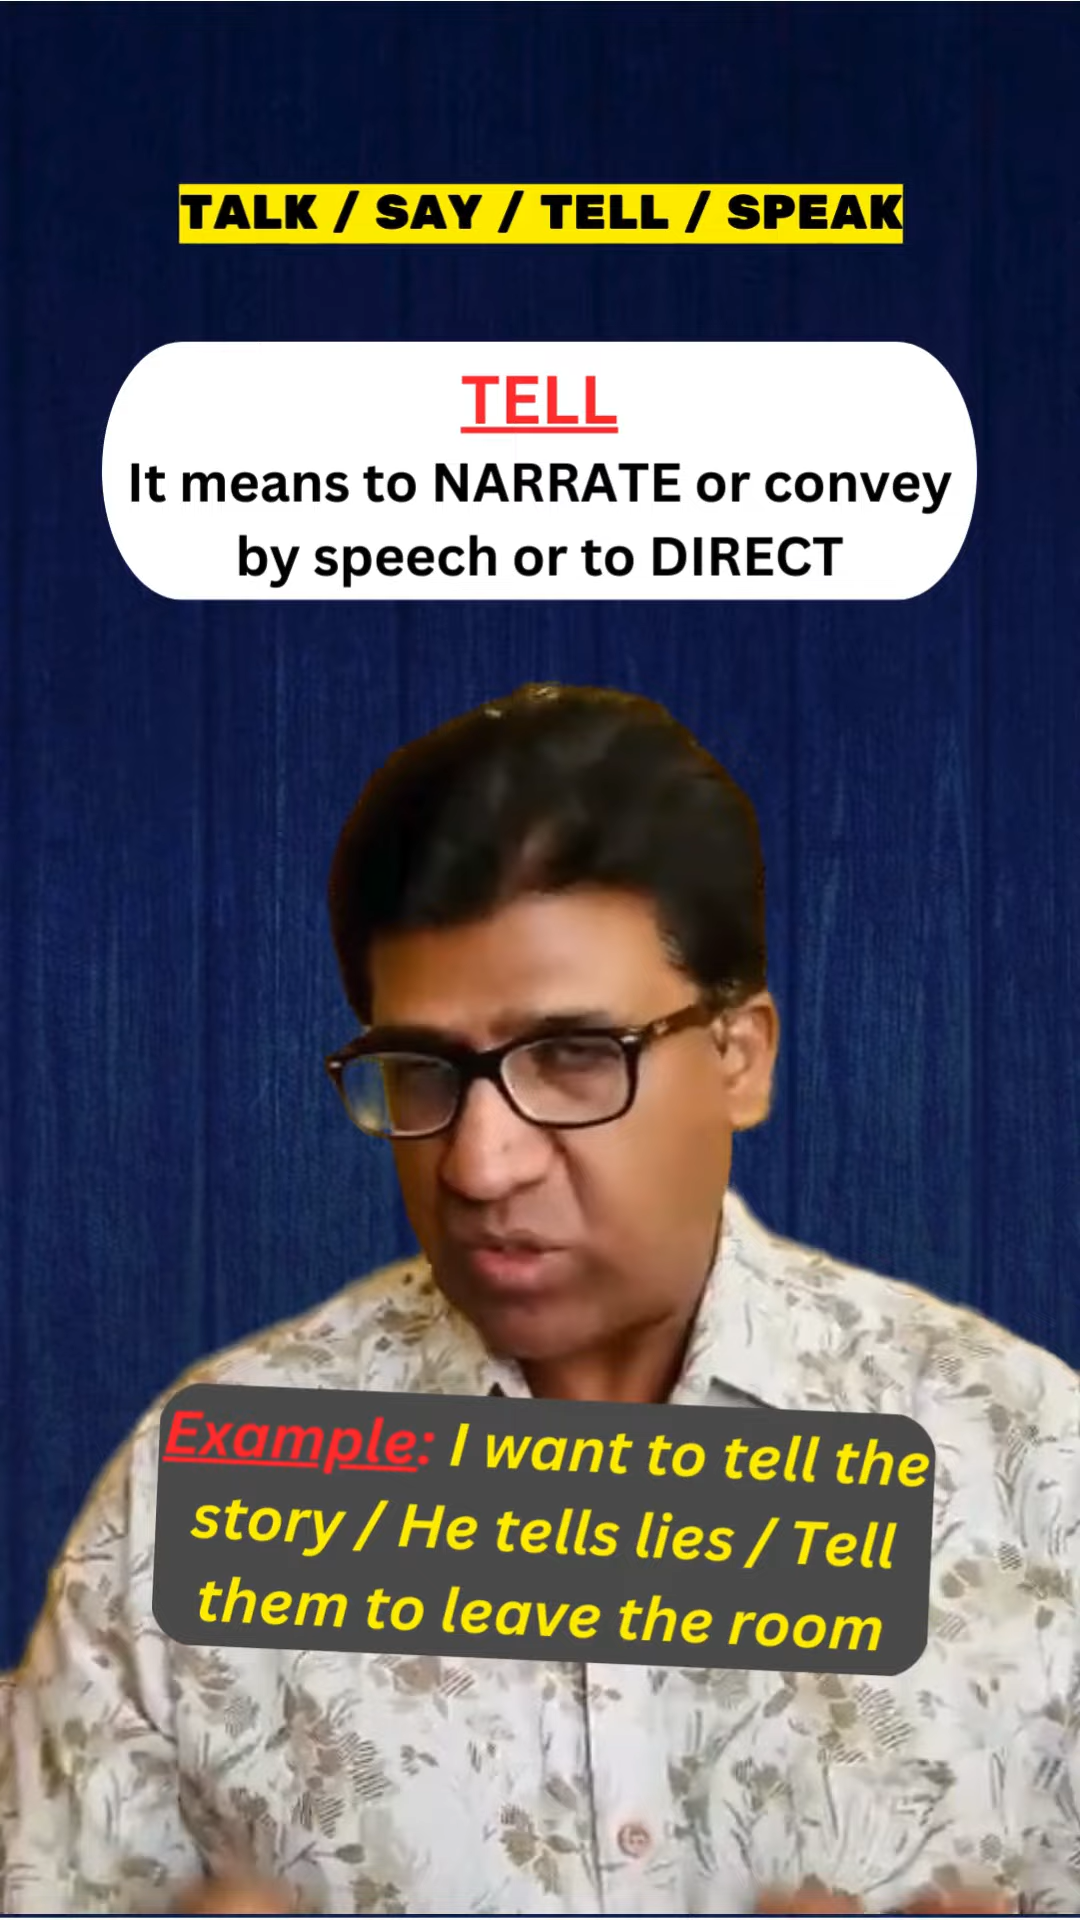 TALK / SAY / TELL / SPEAK
TELL
It means to NARRATE or convey
by speech or to DIRECT
Example: I want to tell the
story / He tells lies / Tell
them to leave the room